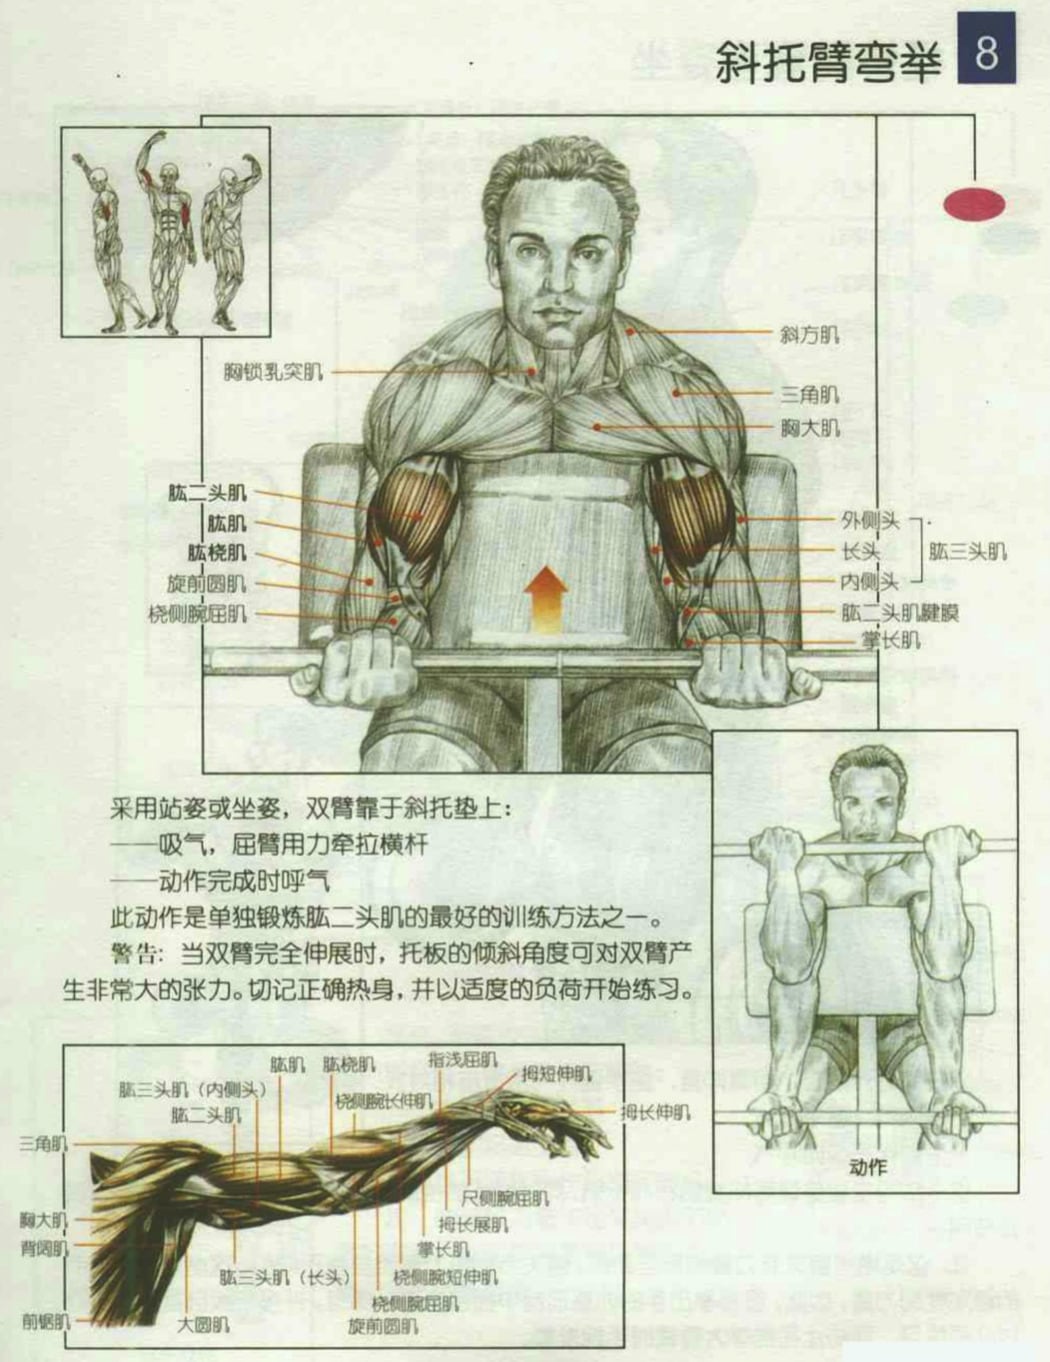 斜托臂弯举 8
斜方肌
胸锁乳突肌
三角肌
胸大肌
肱二头肌
肱肌
肱桡肌
旋前圆肌
桡侧腕屈肌
外侧头
长头
内侧头
肱三头肌
肱二头肌腱膜
掌长肌
采用站姿或坐姿，双臂靠于斜托垫上：
——吸气，屈臂用力牵拉横杆
——动作完成时呼气
此动作是单独锻炼肱二头肌的最好的训练方法之一。
警告：当双臂完全伸展时，托板的倾斜角度可对双臂产
生非常大的张力。切记正确热身，并以适度的负荷开始练习。
动作
肱肌
肱桡肌
指浅屈肌
拇短伸肌
肱三头肌（内侧头）
桡侧腕长伸肌
肱二头肌
拇长伸肌
三角肌
尺侧腕屈肌
胸大肌
拇长展肌
背阔肌
掌长肌
肱三头肌（长头）
桡侧腕短伸肌
桡侧腕屈肌
前锯肌
大圆肌
旋前圆肌